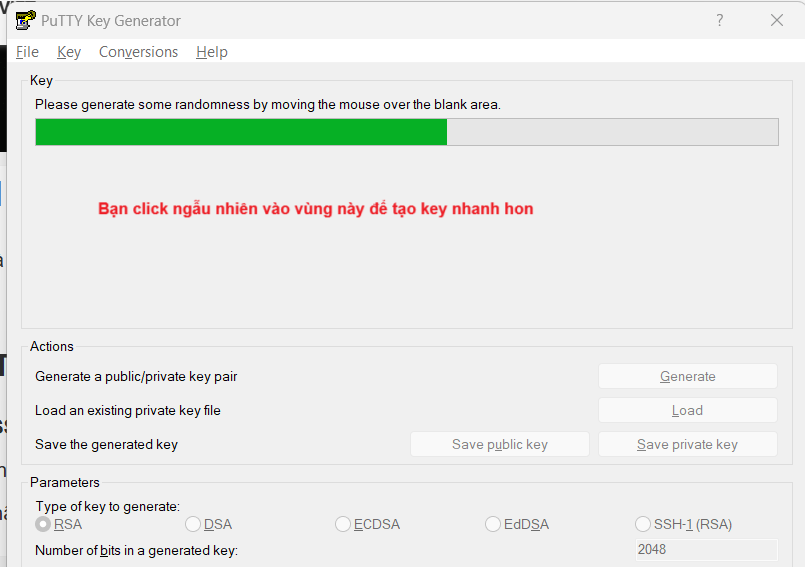 PuTTY Key Generator
?
File Key Conversions Help
Key
Please generate some randomness by moving the mouse over the blank area.
Bạn click ngẫu nhiên vào vùng này để tạo key nhanh hon
Actions
Generate a public/private key pair
Generate
Load an existing private key file
Load
Save the generated key
Save public key
Save private key
Parameters
Type of key to generate:
RSA DSA ECDSA EdDSA SSH-1 (RSA)
Number of bits in a generated key:
2048